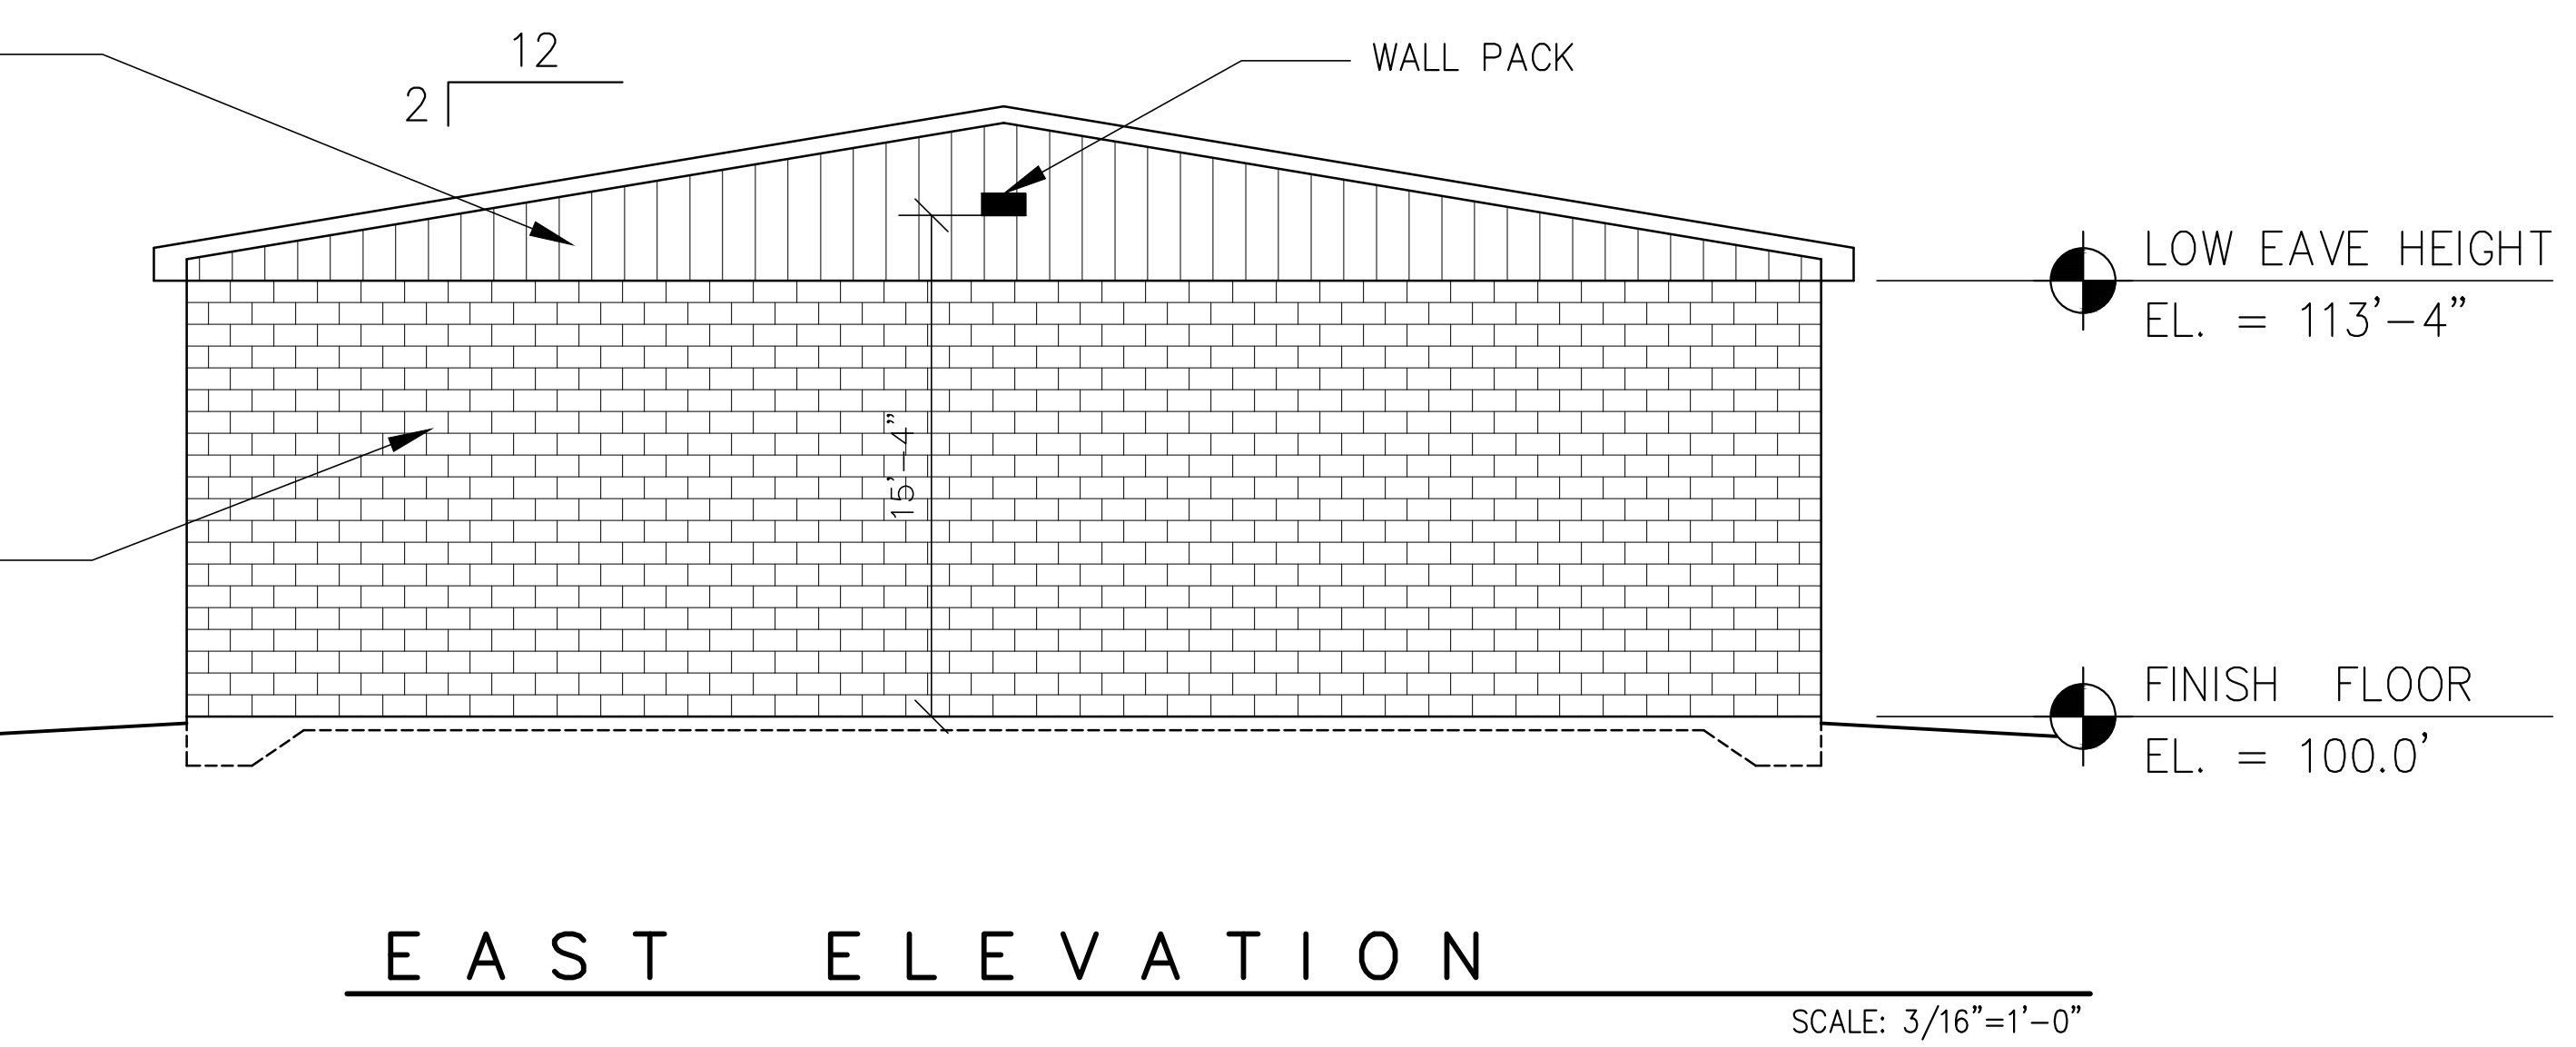 12
2
WALL PACK
LOW EAVE HEIGHT
EL. = 113'-4"
15'-4"
FINISH FLOOR
EL. = 100.0'
EAST ELEVATION
SCALE: 3/16"=1'-0"